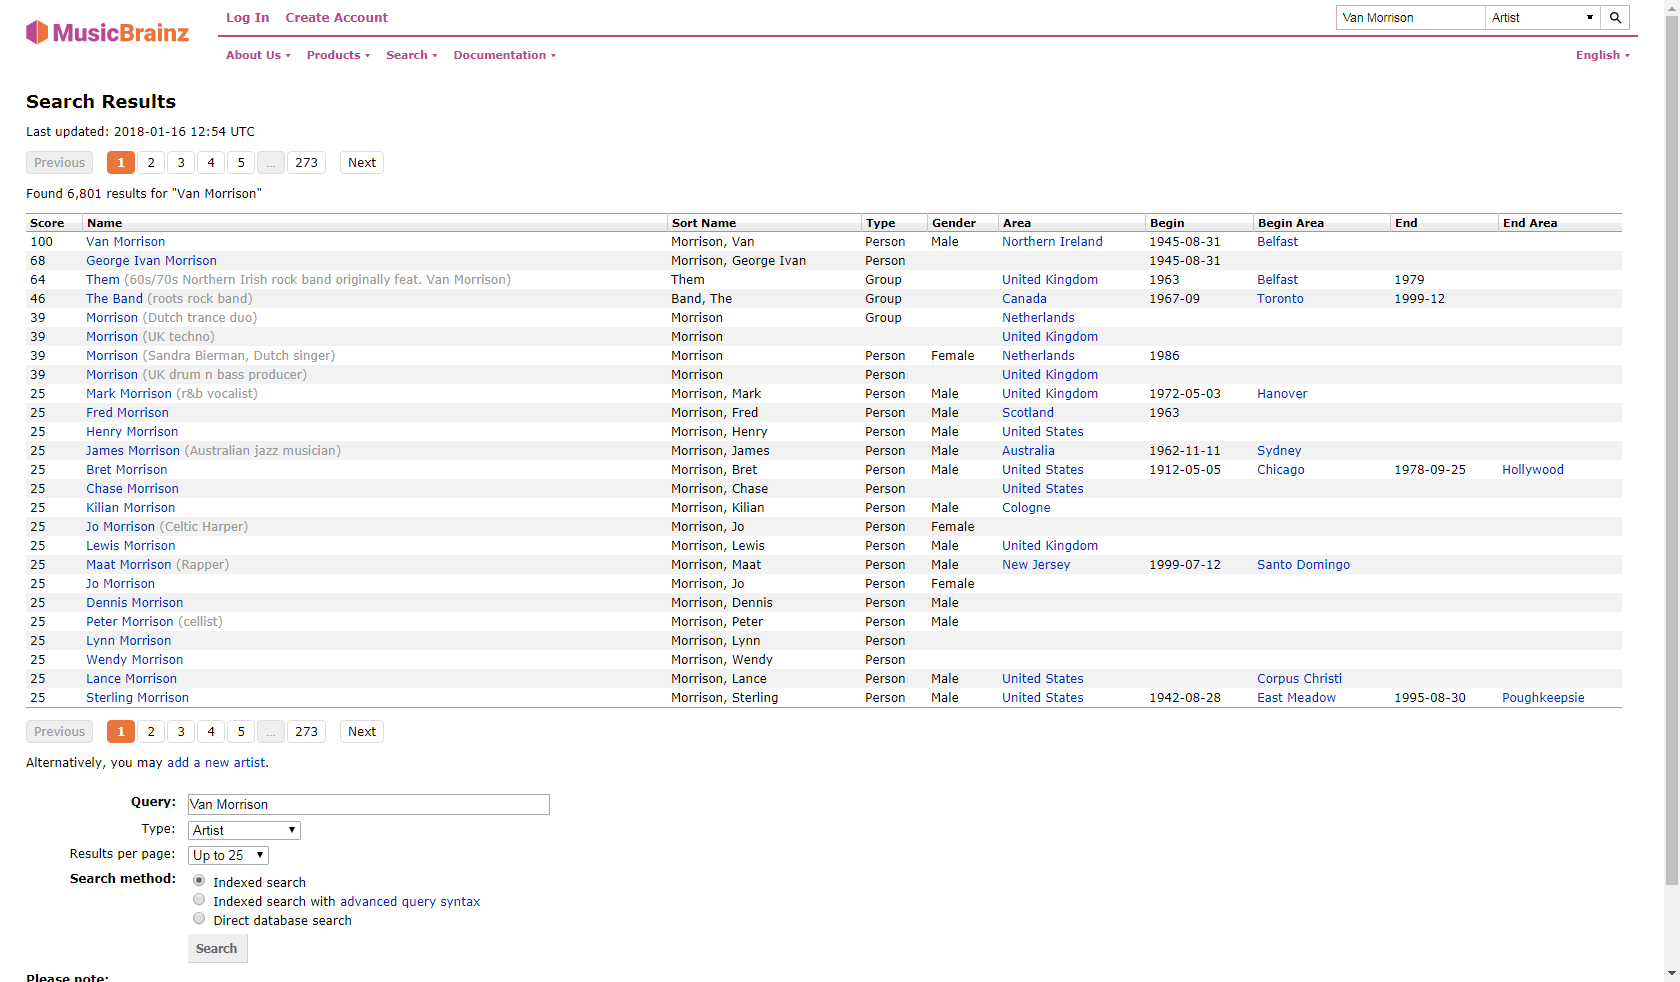 MusicBrainz
Log In Create Account
Van Morrison Artist
About Us Products Search Documentation English
Search Results
Last updated: 2018-01-16 12:54 UTC
Previous 1 2 3 4 5 ... 273 Next
Found 6,801 results for "Van Morrison"
Score Name Sort Name Type Gender Area Begin Begin Area End End Area
100 Van Morrison Morrison, Van Person Male Northern Ireland 1945-08-31 Belfast
68 George Ivan Morrison Morrison, George Ivan Person 1945-08-31
64 Them (60s/70s Northern Irish rock band originally feat. Van Morrison) Them Group United Kingdom 1963 Belfast 1979
46 The Band (roots rock band) Band, The Group Canada 1967-09 Toronto 1999-12
39 Morrison (Dutch trance duo) Morrison Group Netherlands
39 Morrison (UK techno) Morrison United Kingdom
39 Morrison (Sandra Bierman, Dutch singer) Morrison Person Female Netherlands 1986
39 Morrison (UK drum n bass producer) Morrison Person United Kingdom
25 Mark Morrison (r&b vocalist) Morrison, Mark Person Male United Kingdom 1972-05-03 Hanover
25 Fred Morrison Morrison, Fred Person Male Scotland 1963
25 Henry Morrison Morrison, Henry Person Male United States
25 James Morrison (Australian jazz musician) Morrison, James Person Male Australia 1962-11-11 Sydney
25 Bret Morrison Morrison, Bret Person Male United States 1912-05-05 Chicago 1978-09-25 Hollywood
25 Chase Morrison Morrison, Chase Person United States
25 Kilian Morrison Morrison, Kilian Person Male Cologne
25 Jo Morrison (Celtic Harper) Morrison, Jo Person Female
25 Lewis Morrison Morrison, Lewis Person Male United Kingdom
25 Maat Morrison (Rapper) Morrison, Maat Person Male New Jersey 1999-07-12 Santo Domingo
25 Jo Morrison Morrison, Jo Person Female
25 Dennis Morrison Morrison, Dennis Person Male
25 Peter Morrison (cellist) Morrison, Peter Person Male
25 Lynn Morrison Morrison, Lynn Person
25 Wendy Morrison Morrison, Wendy Person
25 Lance Morrison Morrison, Lance Person Male United States Corpus Christi
25 Sterling Morrison Morrison, Sterling Person Male United States 1942-08-28 East Meadow 1995-08-30 Poughkeepsie
Previous 1 2 3 4 5 ... 273 Next
Alternatively, you may add a new artist.
Query: Van Morrison
Type: Artist
Results per page: Up to 25
Search method: Indexed search
Indexed search with advanced query syntax
Direct database search
Search
Please note: